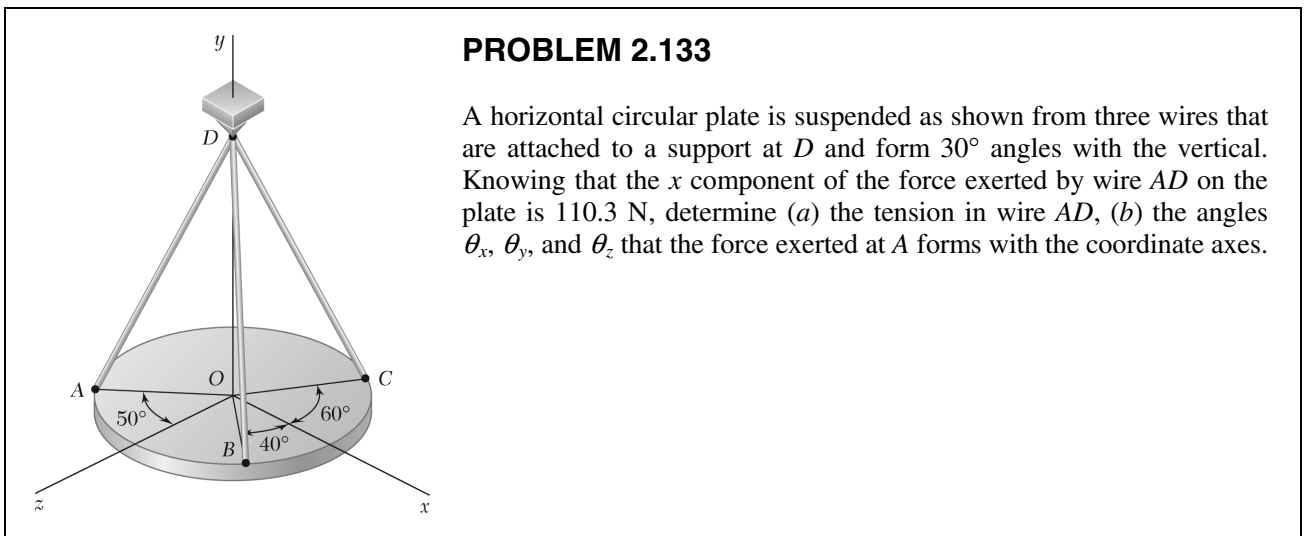 PROBLEM 2.133
A horizontal circular plate is suspended as shown from three wires that
are attached to a support at D and form 30° angles with the vertical.
Knowing that the x component of the force exerted by wire AD on the
plate is 110.3 N, determine (a) the tension in wire AD, (b) the angles
θx, θy, and θz that the force exerted at A forms with the coordinate axes.
y
D
A
O
C
50°
60°
B
40°
z
x